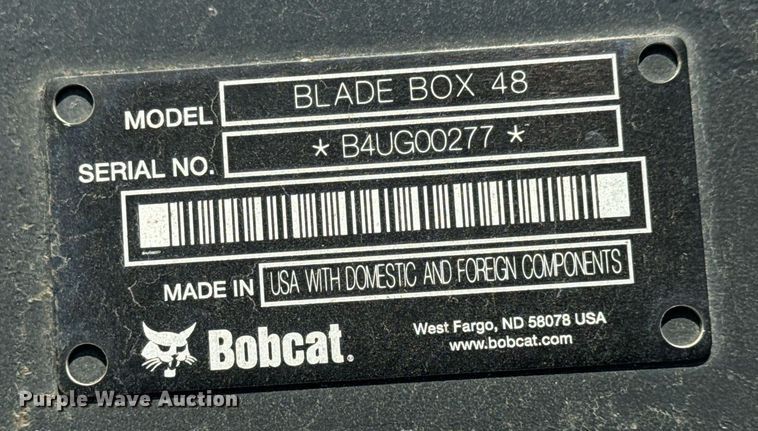 MODEL BLADE BOX 48
SERIAL NO. * B4UG00277 *
MADE IN USA WITH DOMESTIC AND FOREIGN COMPONENTS
Bobcat.
West Fargo, ND 58078 USA
www.bobcat.com
Purple Wave Auction